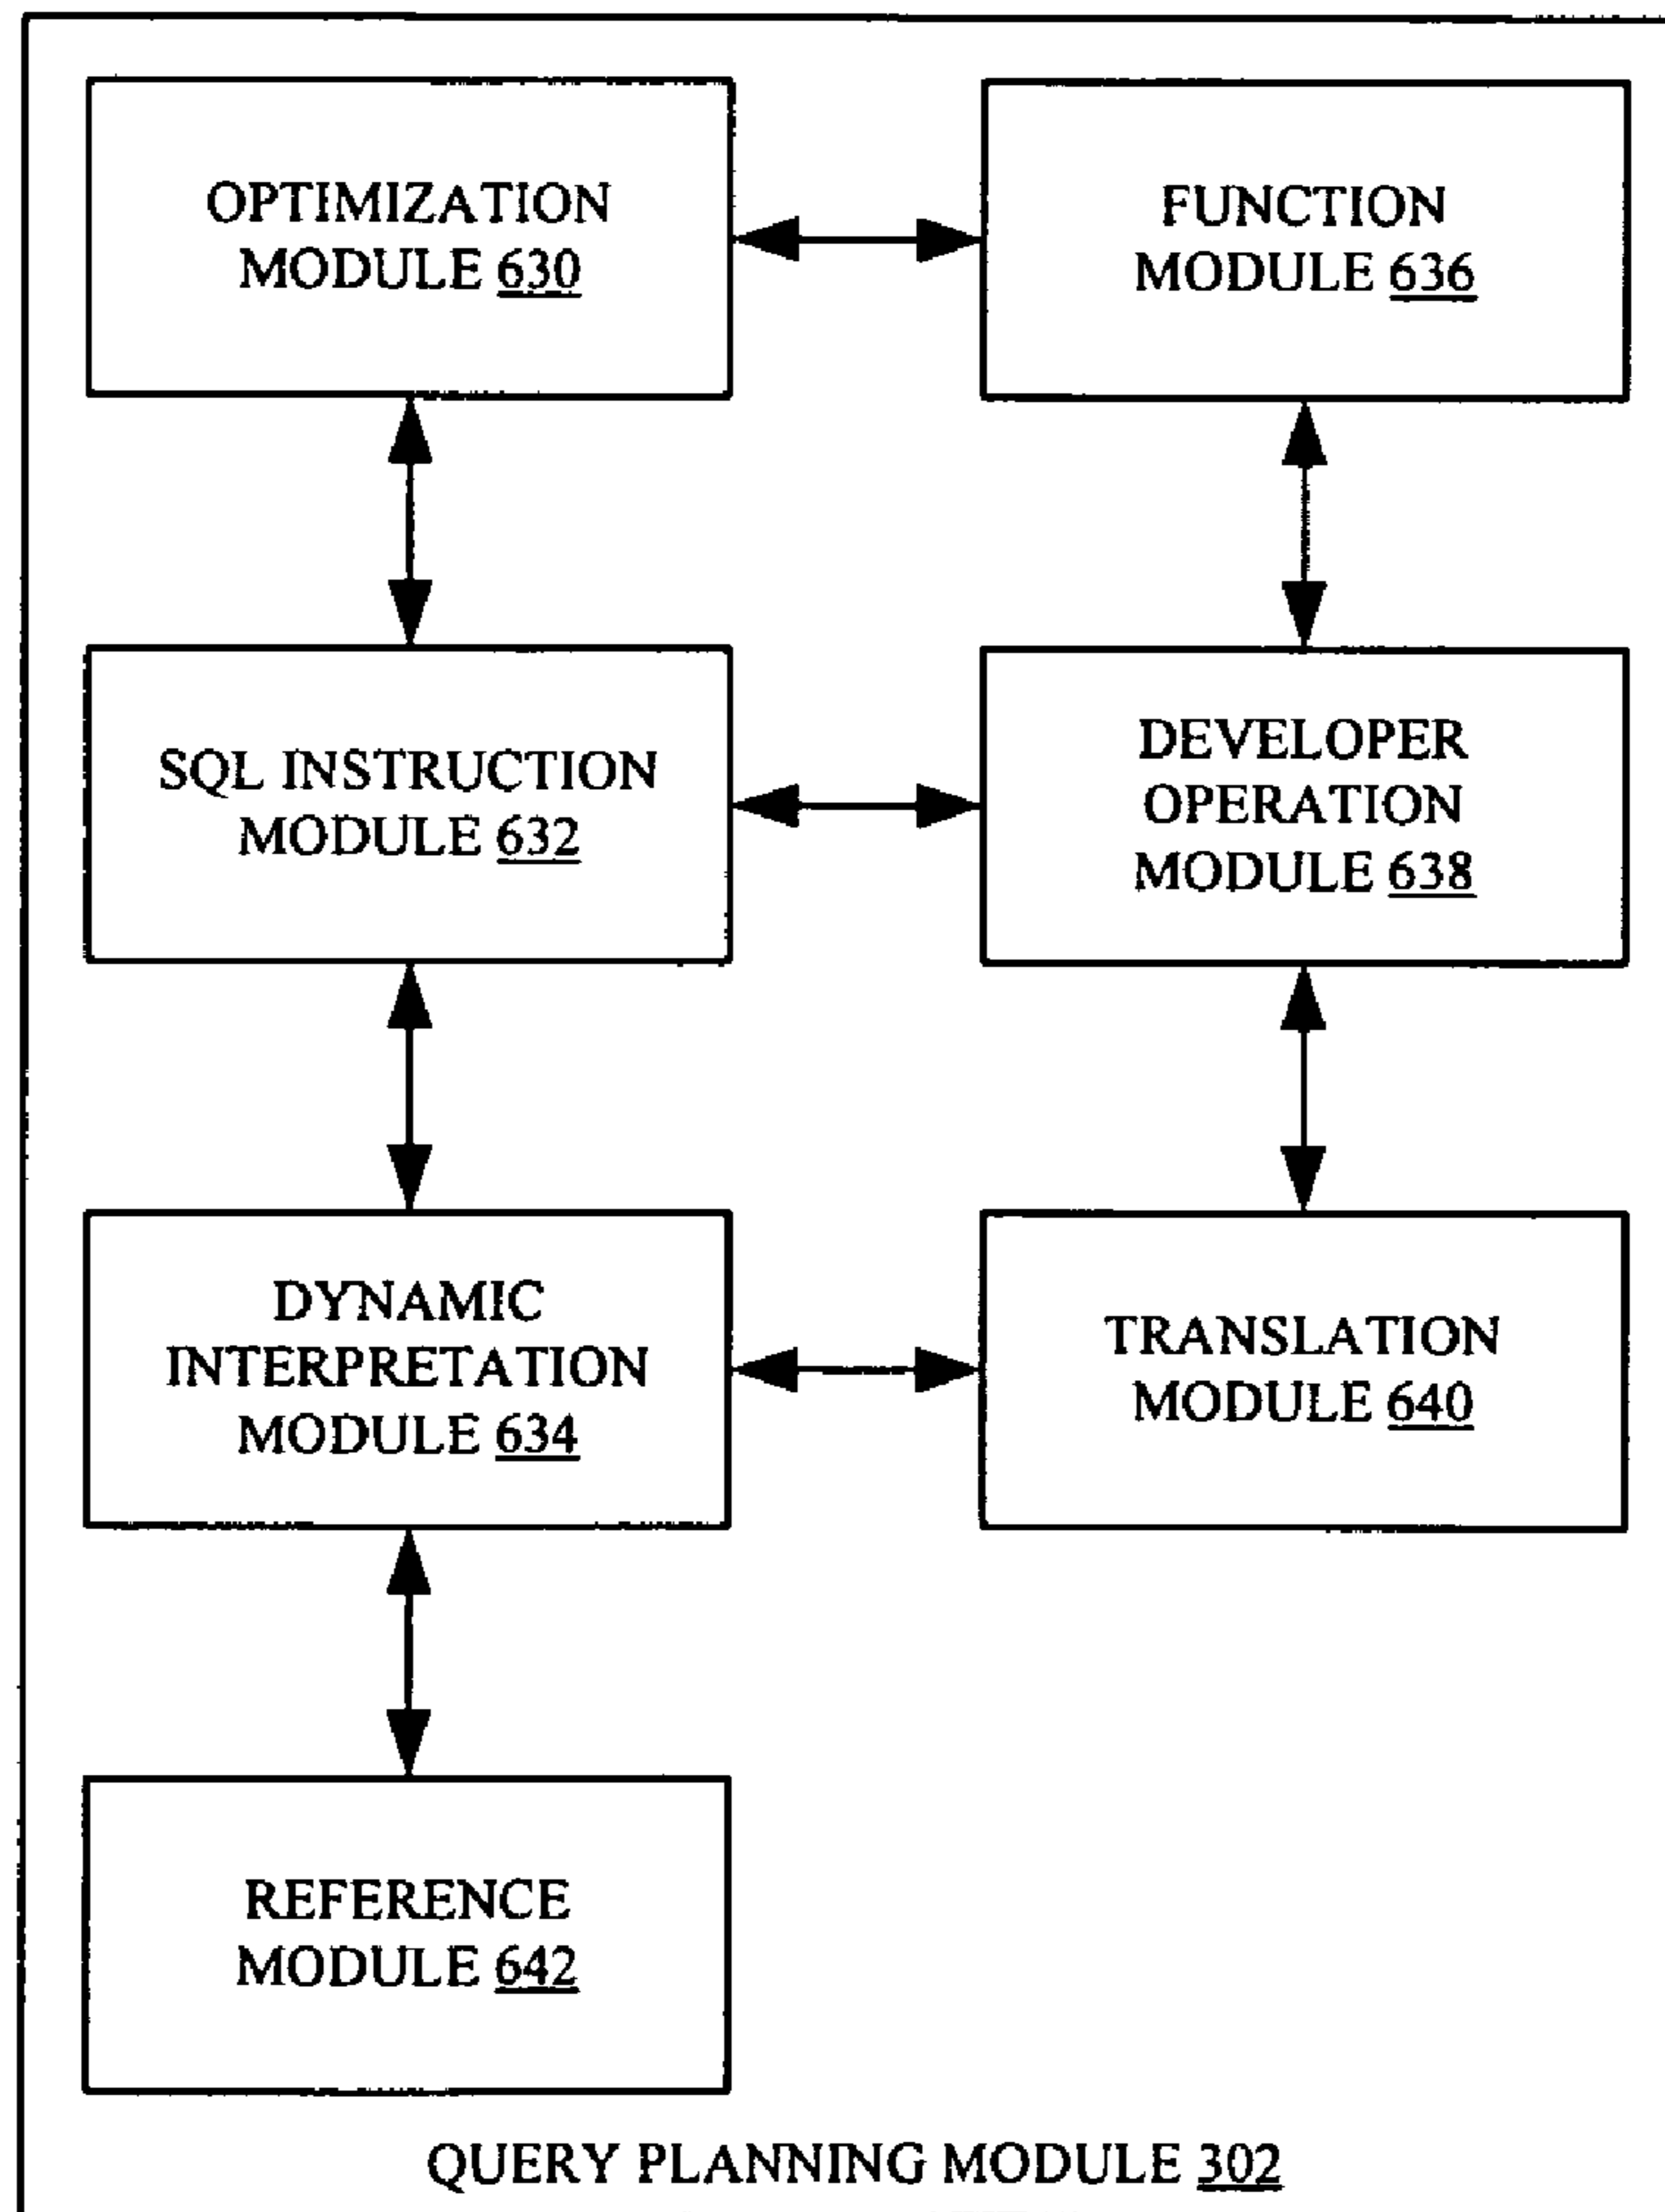 OPTIMIZATION
MODULE 630
FUNCTION
MODULE 636
SQL INSTRUCTION
MODULE 632
DEVELOPER
OPERATION
MODULE 638
DYNAMIC
INTERPRETATION
MODULE 634
TRANSLATION
MODULE 640
REFERENCE
MODULE 642
QUERY PLANNING MODULE 302